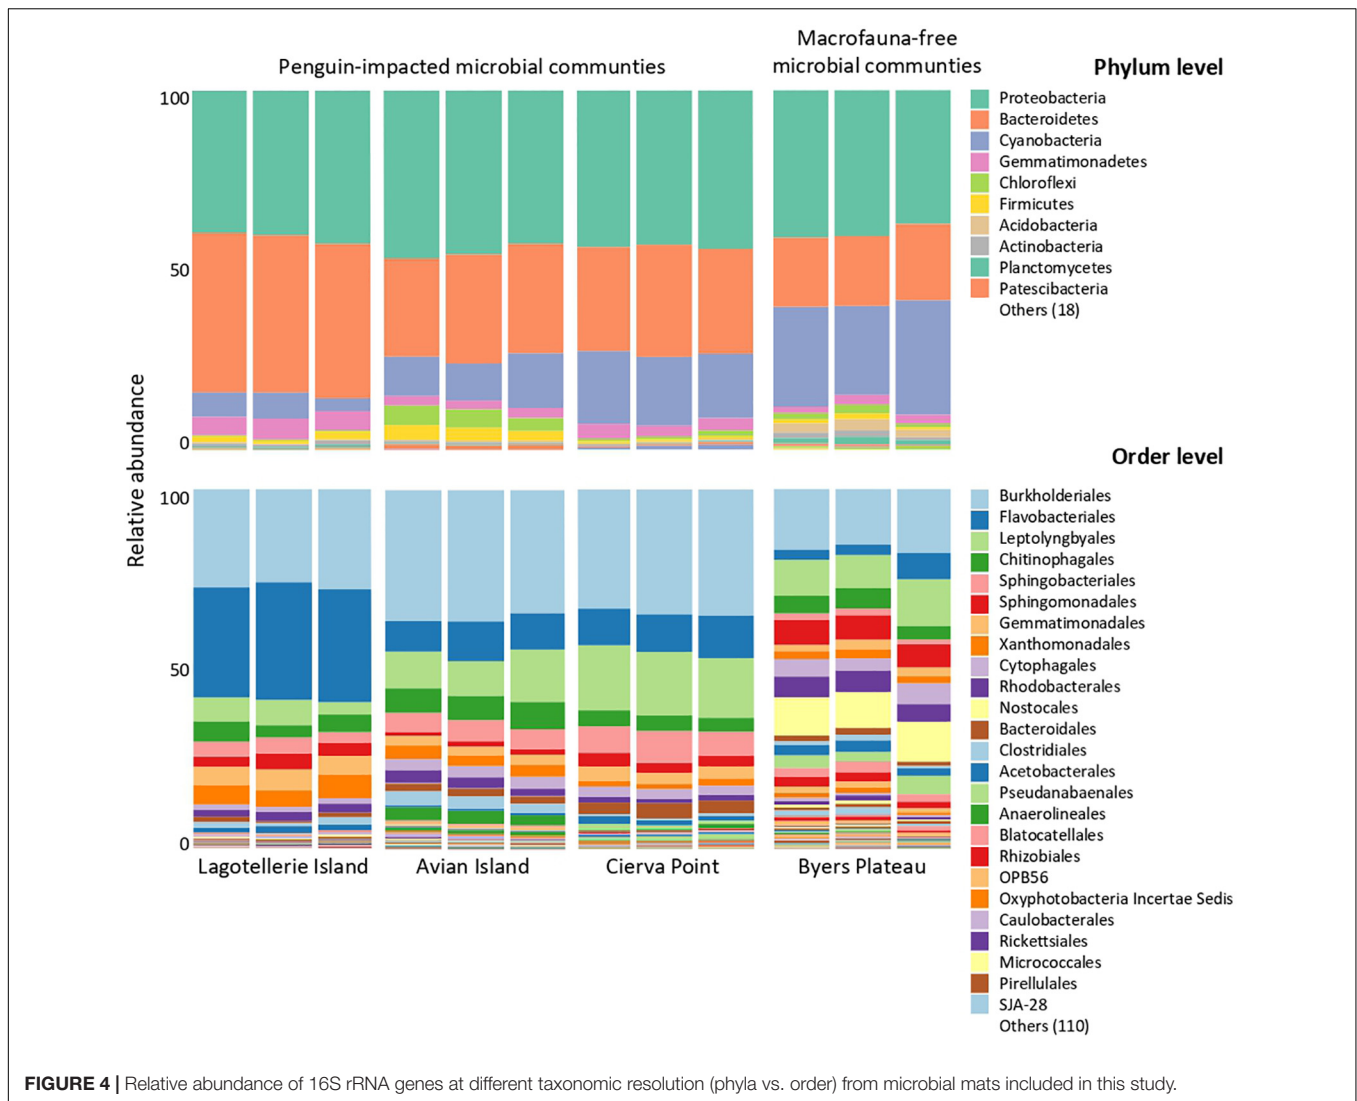 Penguin-impacted microbial communties
Macrofauna-free
microbial communties
Phylum level
100
50
0
Proteobacteria
Bacteroidetes
Cyanobacteria
Gemmatimonadetes
Chloroflexi
Firmicutes
Acidobacteria
Actinobacteria
Planctomycetes
Patescibacteria
Others (18)
Relative abundance
Order level
100
50
0
Burkholderiales
Flavobacteriales
Leptolyngbyales
Chitinophagales
Sphingobacteriales
Sphingomonadales
Gemmatimonadales
Xanthomonadales
Cytophagales
Rhodobacterales
Nostocales
Bacteroidales
Clostridiales
Acetobacterales
Pseudanabaenales
Anaerolineales
Blatocatellales
Rhizobiales
OPB56
Oxyphotobacteria Incertae Sedis
Caulobacterales
Rickettsiales
Micrococcales
Pirellulales
SJA-28
Others (110)
Lagotellerie Island
Avian Island
Cierva Point
Byers Plateau
FIGURE 4 | Relative abundance of 16S rRNA genes at different taxonomic resolution (phyla vs. order) from microbial mats included in this study.